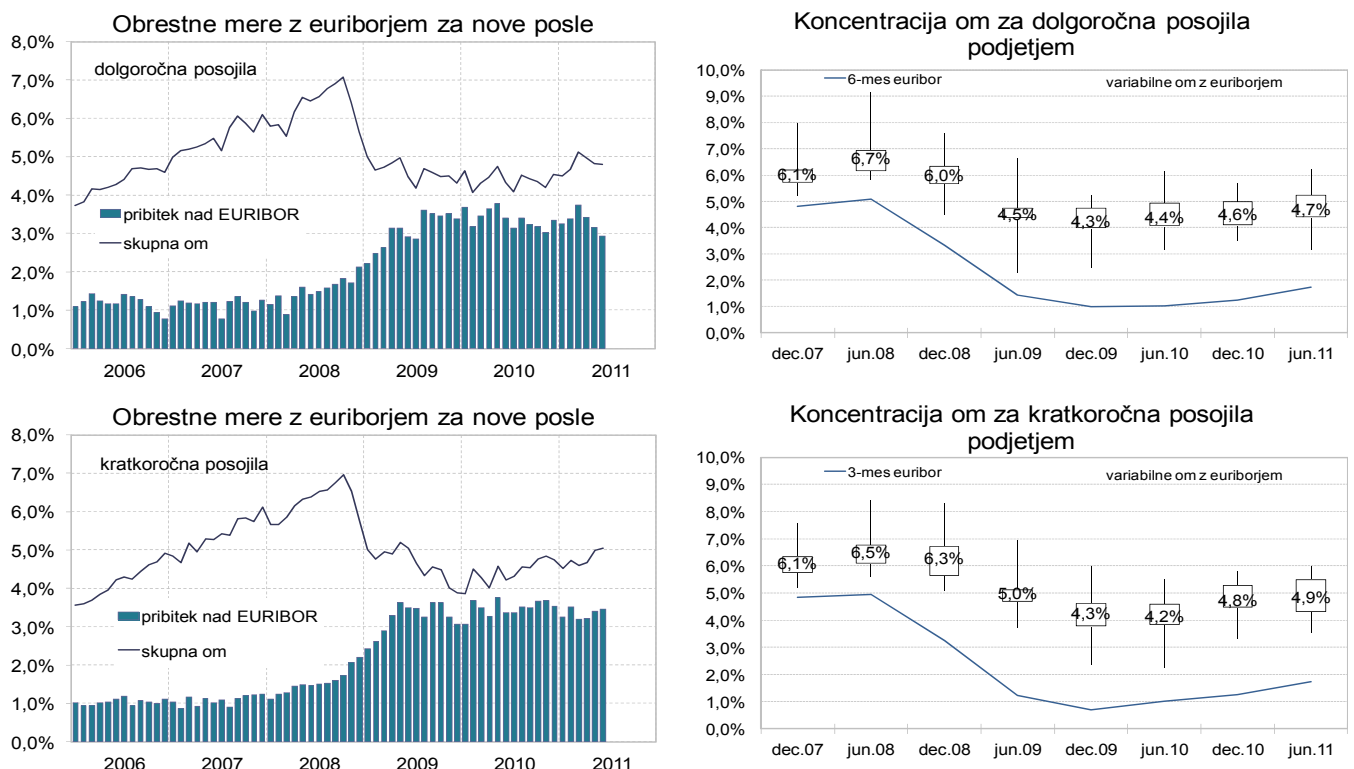 Obrestne mere z euriborjem za nove posle
8,0%
7,0%
6,0%
5,0%
4,0%
3,0%
2,0%
1,0%
0,0%
dolgoročna posojila
pribitek nad EURIBOR
skupna om
2006 2007 2008 2009 2010 2011
Koncentracija om za dolgoročna posojila
podjetjem
10,0%
9,0%
8,0%
7,0%
6,0%
5,0%
4,0%
3,0%
2,0%
1,0%
0,0%
6-mes euribor
variabilne om z euriborjem
6,1% 6,7% 6,0% 4,5% 4,3% 4,4% 4,6% 4,7%
dec.07 jun.08 dec.08 jun.09 dec.09 jun.10 dec.10 jun.11
Obrestne mere z euriborjem za nove posle
8,0%
7,0%
6,0%
5,0%
4,0%
3,0%
2,0%
1,0%
0,0%
kratkoročna posojila
pribitek nad EURIBOR
skupna om
2006 2007 2008 2009 2010 2011
Koncentracija om za kratkoročna posojila
podjetjem
10,0%
9,0%
8,0%
7,0%
6,0%
5,0%
4,0%
3,0%
2,0%
1,0%
0,0%
3-mes euribor
variabilne om z euriborjem
6,1% 6,5% 6,3% 5,0% 4,3% 4,2% 4,8% 4,9%
dec.07 jun.08 dec.08 jun.09 dec.09 jun.10 dec.10 jun.11